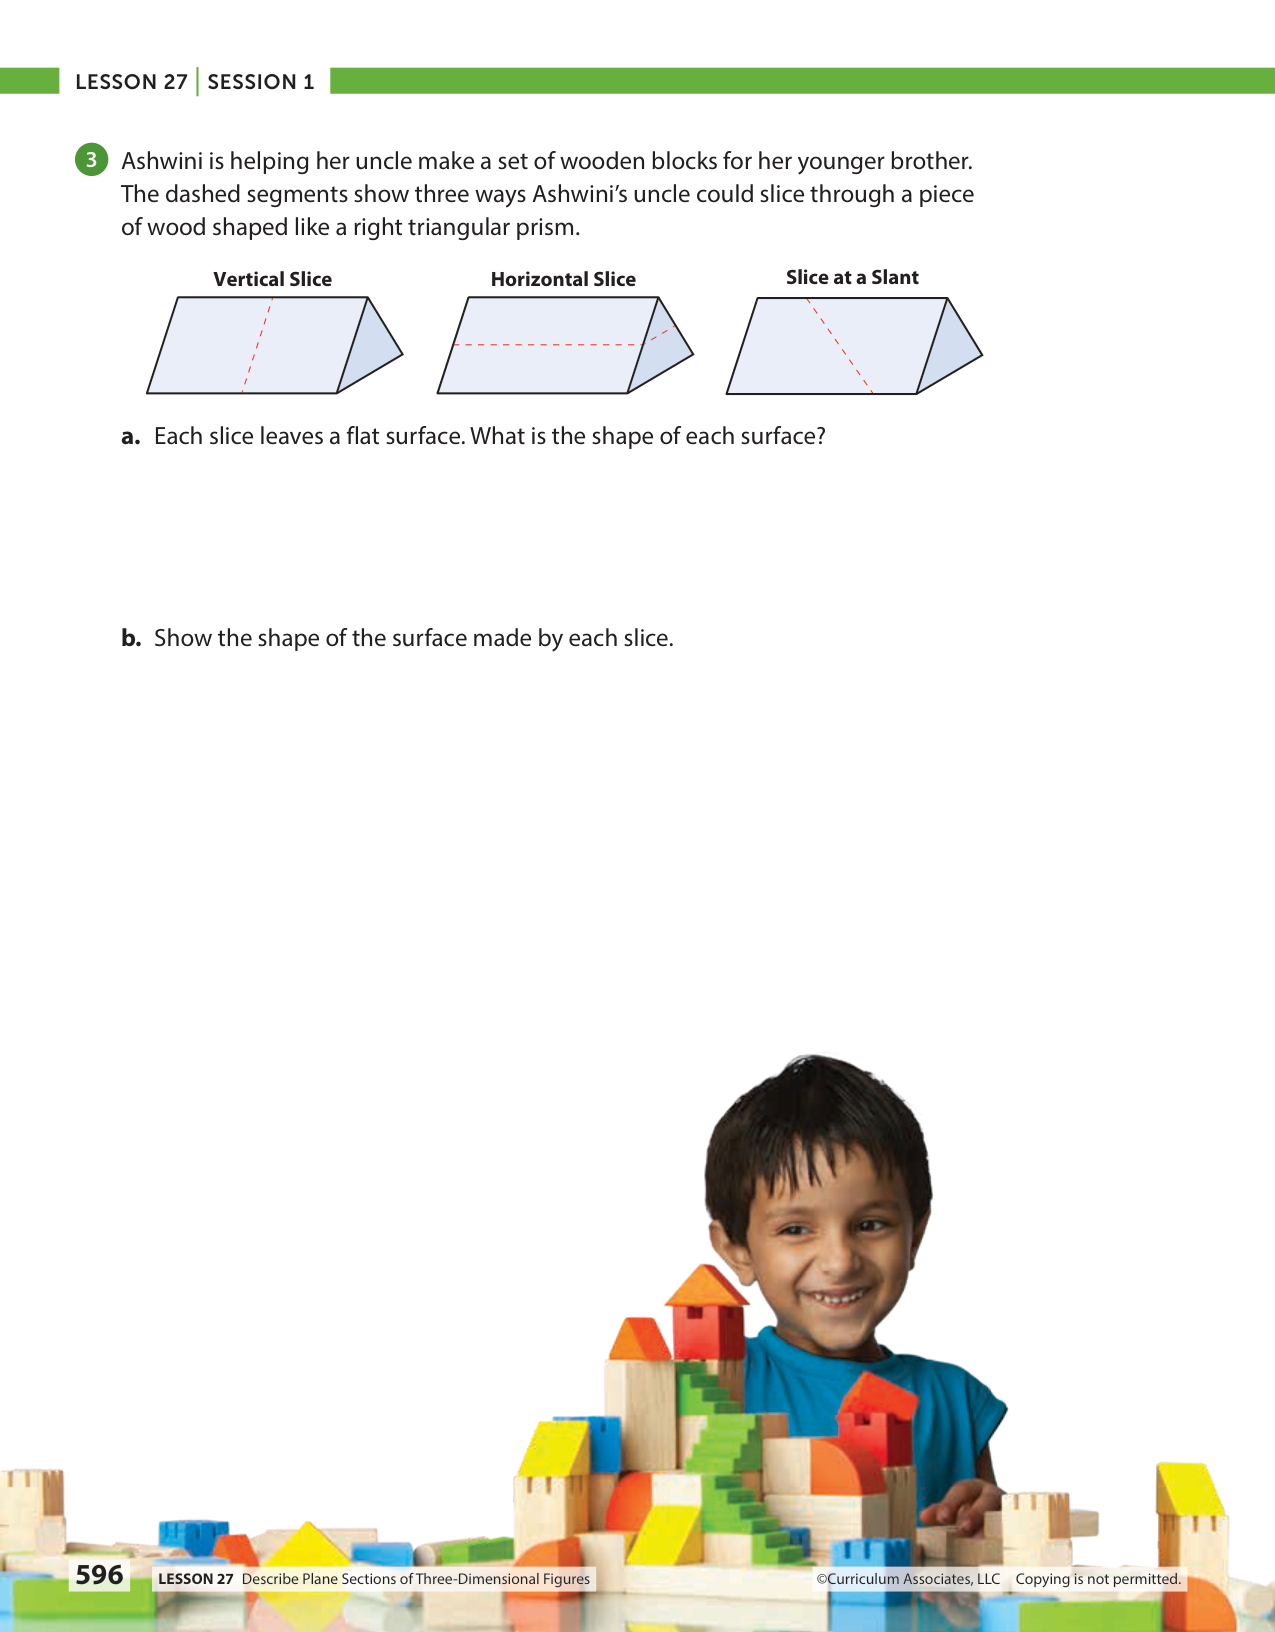 LESSON 27 | SESSION 1
3 Ashwini is helping her uncle make a set of wooden blocks for her younger brother.
The dashed segments show three ways Ashwini’s uncle could slice through a piece
of wood shaped like a right triangular prism.
Vertical Slice
Horizontal Slice
Slice at a Slant
a. Each slice leaves a flat surface. What is the shape of each surface?
b. Show the shape of the surface made by each slice.
596
LESSON 27 Describe Plane Sections of Three-Dimensional Figures
©Curriculum Associates, LLC Copying is not permitted.